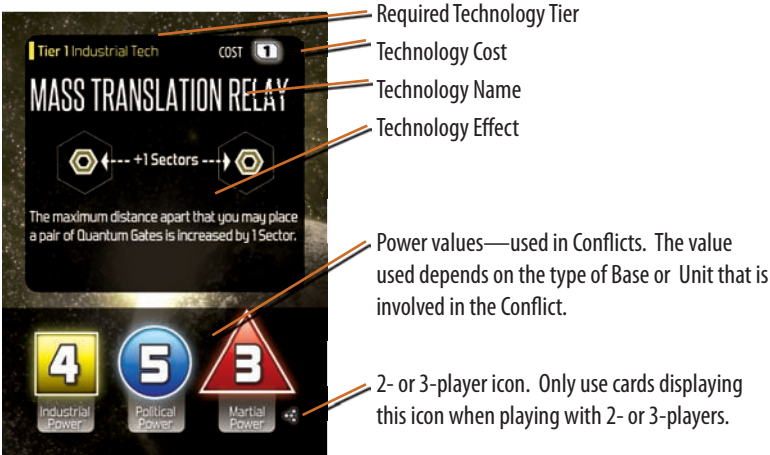 Required Technology Tier
Tier 1 Industrial Tech COST 1
Technology Cost
MASS TRANSLATION RELAY
Technology Name
Technology Effect
+1 Sectors
The maximum distance apart that you may place
a pair of Quantum Gates is increased by 1 Sector.
Power values—used in Conflicts. The value
used depends on the type of Base or Unit that is
involved in the Conflict.
4 5 3
Industrial Power
Political Power
Martial Power
2- or 3-player icon. Only use cards displaying
this icon when playing with 2- or 3-players.